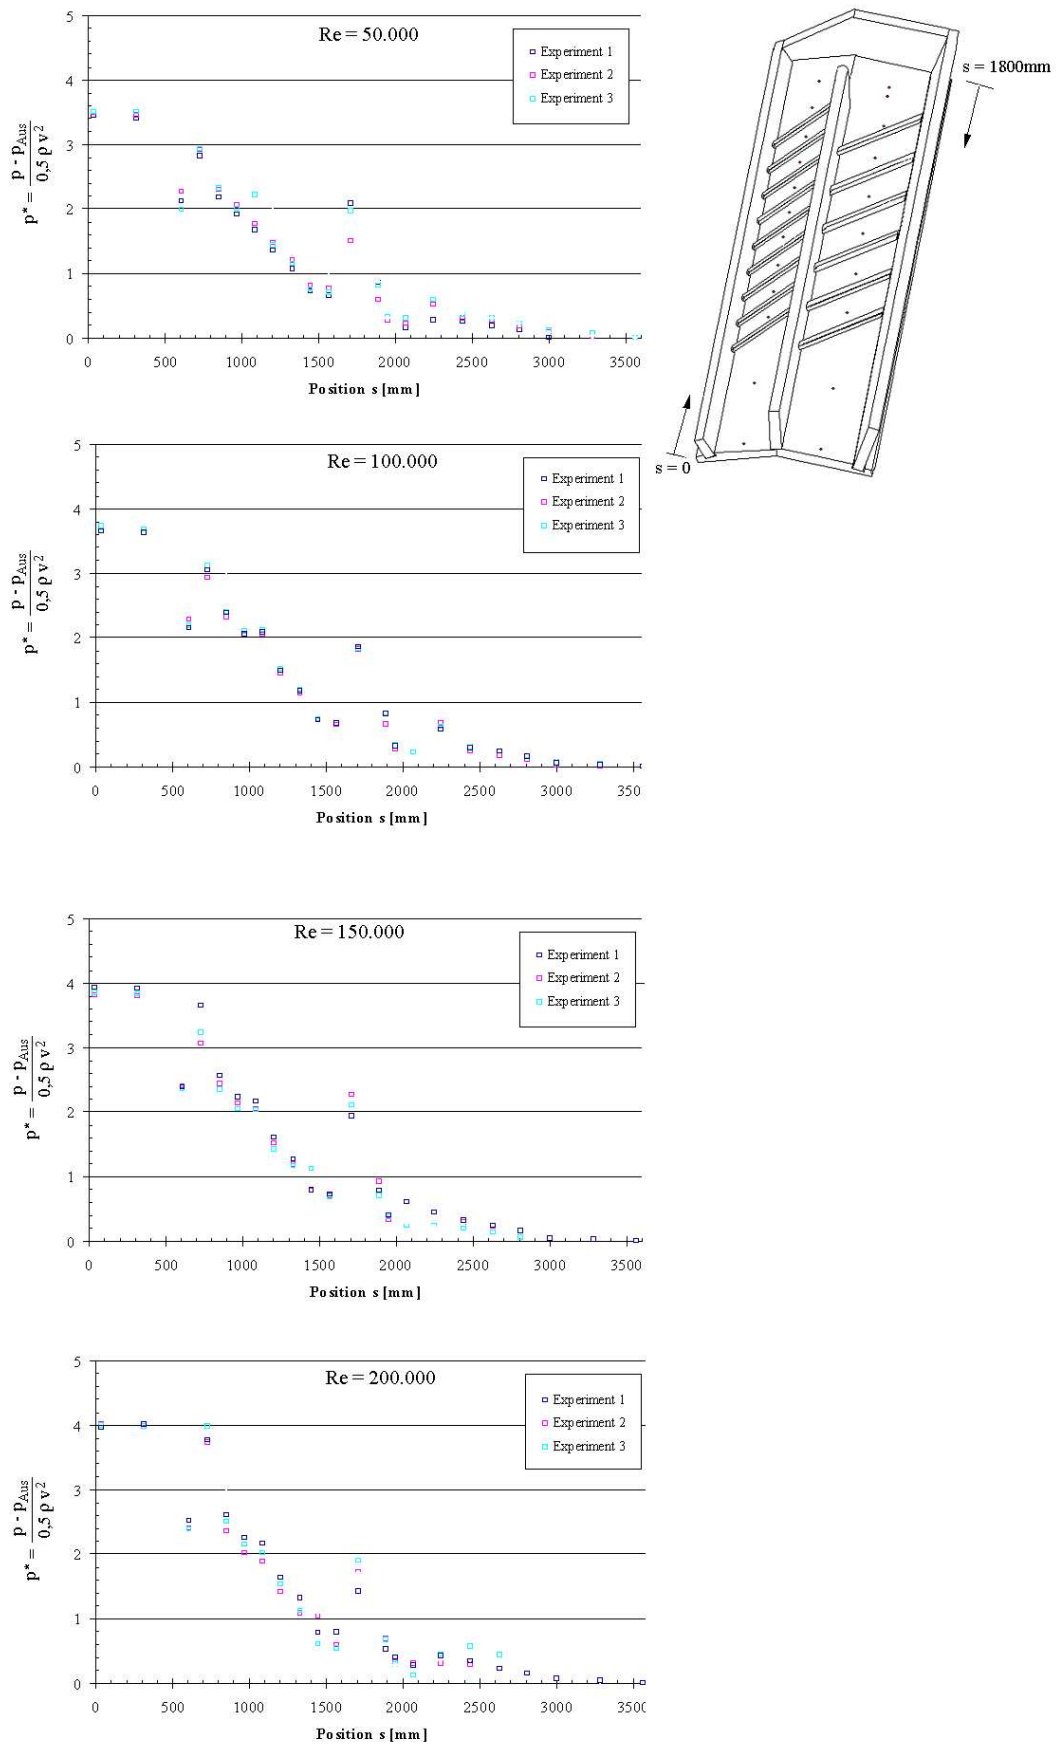 Re = 50.000
Experiment 1
Experiment 2
Experiment 3
5
4
3
2
1
0
p* = p - pAus
0,5 ρ v²
0 500 1000 1500 2000 2500 3000 3500
Position s [mm]
s = 1800mm
s = 0
Re = 100.000
Experiment 1
Experiment 2
Experiment 3
5
4
3
2
1
0
p* = p - pAus
0,5 ρ v²
0 500 1000 1500 2000 2500 3000 350
Position s [mm]
Re = 150.000
Experiment 1
Experiment 2
Experiment 3
5
4
3
2
1
0
p* = p - pAus
0,5 ρ v²
0 500 1000 1500 2000 2500 3000 3500
Position s [mm]
Re = 200.000
Experiment 1
Experiment 2
Experiment 3
5
4
3
2
1
0
p* = p - pAus
0,5 ρ v²
0 500 1000 1500 2000 2500 3000 3500
Position s [mm]